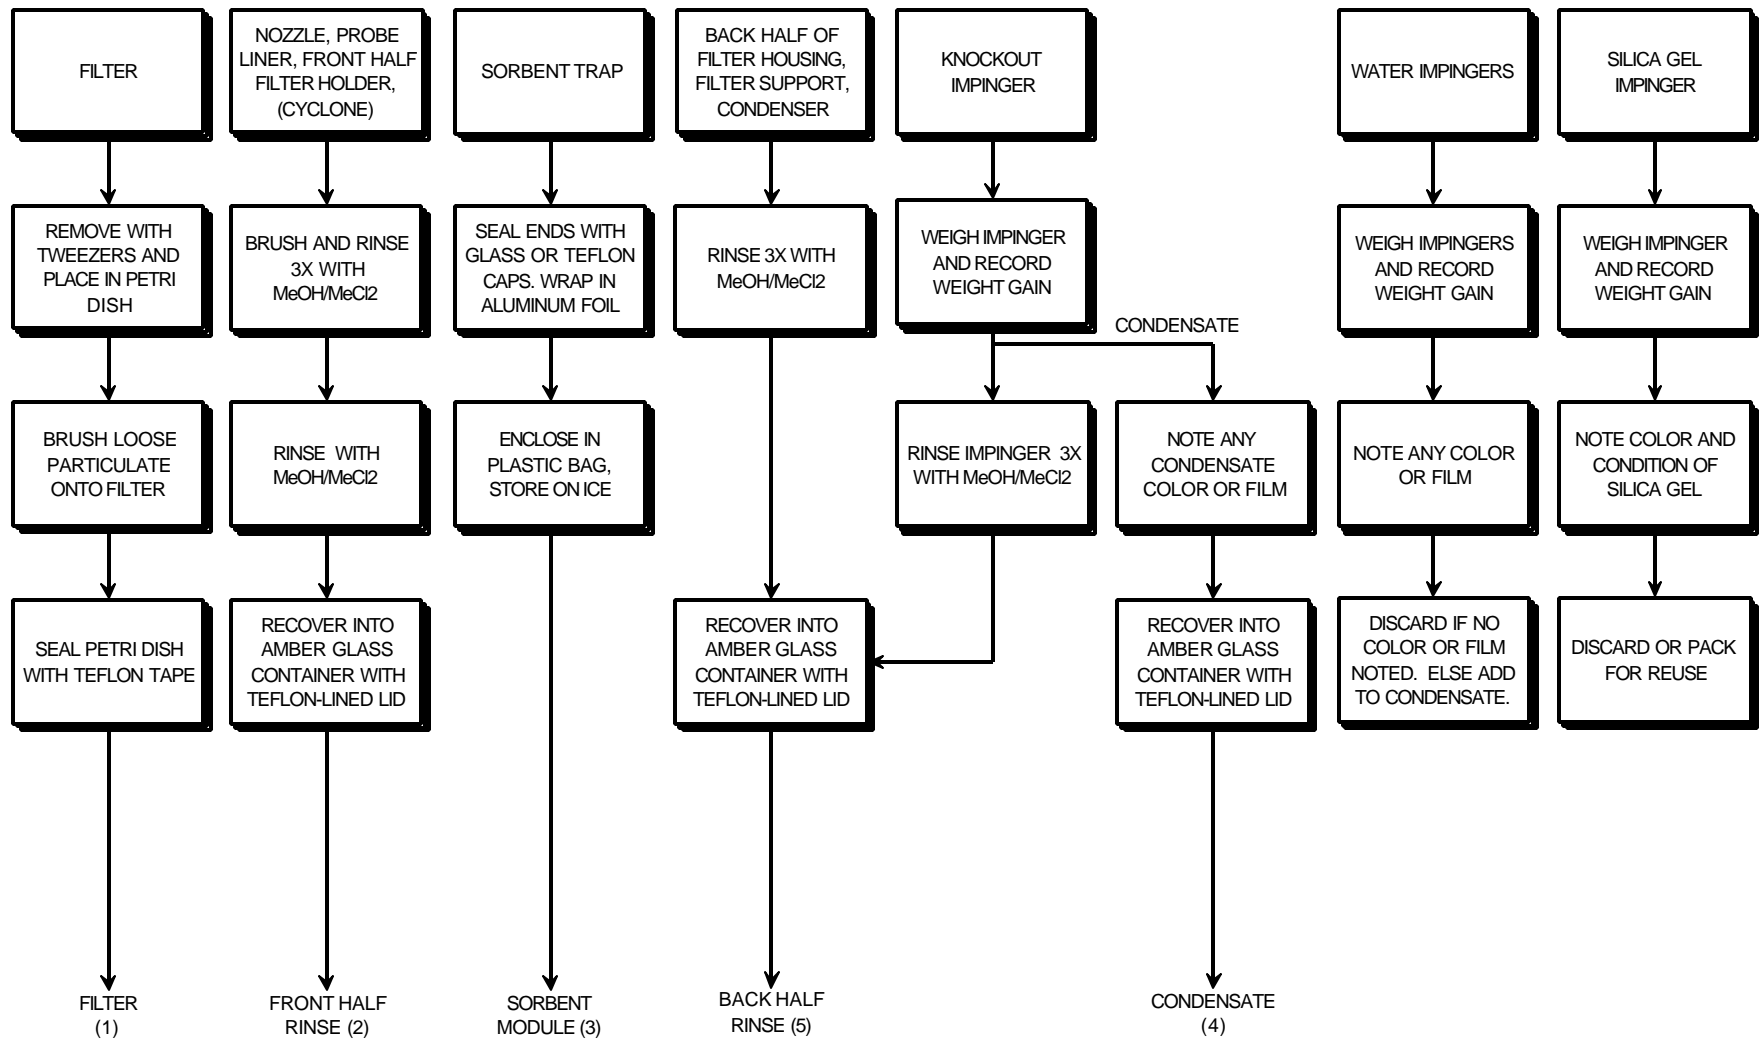 FILTER
NOZZLE, PROBE
LINER, FRONT HALF
FILTER HOLDER,
(CYCLONE)
SORBENT TRAP
BACK HALF OF
FILTER HOUSING,
FILTER SUPPORT,
CONDENSER
KNOCKOUT
IMPINGER
WATER IMPINGERS
SILICA GEL
IMPINGER
REMOVE WITH
TWEEZERS AND
PLACE IN PETRI
DISH
BRUSH AND RINSE
3X WITH
MeOH/MeCl2
SEAL ENDS WITH
GLASS OR TEFLON
CAPS. WRAP IN
ALUMINUM FOIL
RINSE 3X WITH
MeOH/MeCl2
WEIGH IMPINGER
AND RECORD
WEIGHT GAIN
CONDENSATE
WEIGH IMPINGERS
AND RECORD
WEIGHT GAIN
WEIGH IMPINGER
AND RECORD
WEIGHT GAIN
BRUSH LOOSE
PARTICULATE
ONTO FILTER
RINSE WITH
MeOH/MeCl2
ENCLOSE IN
PLASTIC BAG,
STORE ON ICE
RINSE IMPINGER 3X
WITH MeOH/MeCl2
NOTE ANY
CONDENSATE
COLOR OR FILM
NOTE ANY COLOR
OR FILM
NOTE COLOR AND
CONDITION OF
SILICA GEL
SEAL PETRI DISH
WITH TEFLON TAPE
RECOVER INTO
AMBER GLASS
CONTAINER WITH
TEFLON-LINED LID
RECOVER INTO
AMBER GLASS
CONTAINER WITH
TEFLON-LINED LID
RECOVER INTO
AMBER GLASS
CONTAINER WITH
TEFLON-LINED LID
DISCARD IF NO
COLOR OR FILM
NOTED. ELSE ADD
TO CONDENSATE.
DISCARD OR PACK
FOR REUSE
FILTER
(1)
FRONT HALF
RINSE (2)
SORBENT
MODULE (3)
BACK HALF
RINSE (5)
CONDENSATE
(4)